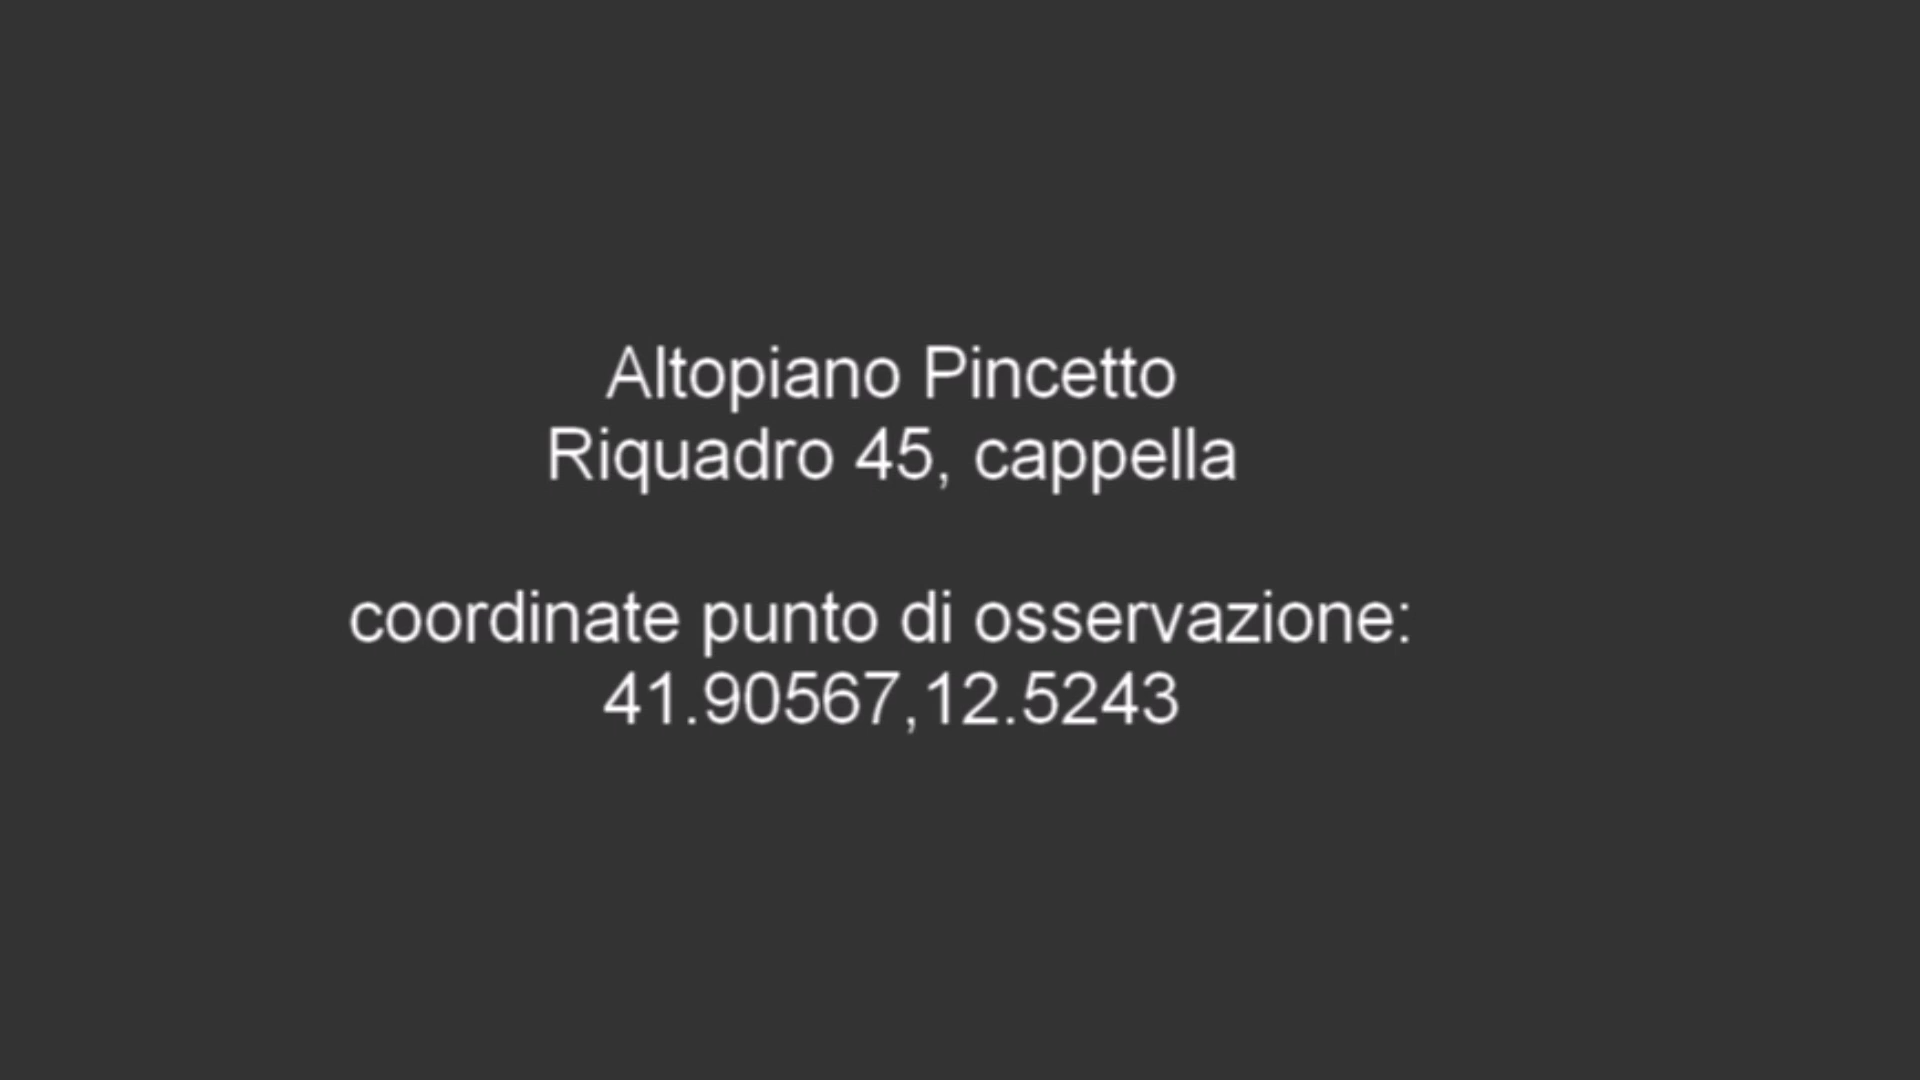 Altopiano Pincetto
Riquadro 45, cappella
coordinate punto di osservazione:
41.90567,12.5243